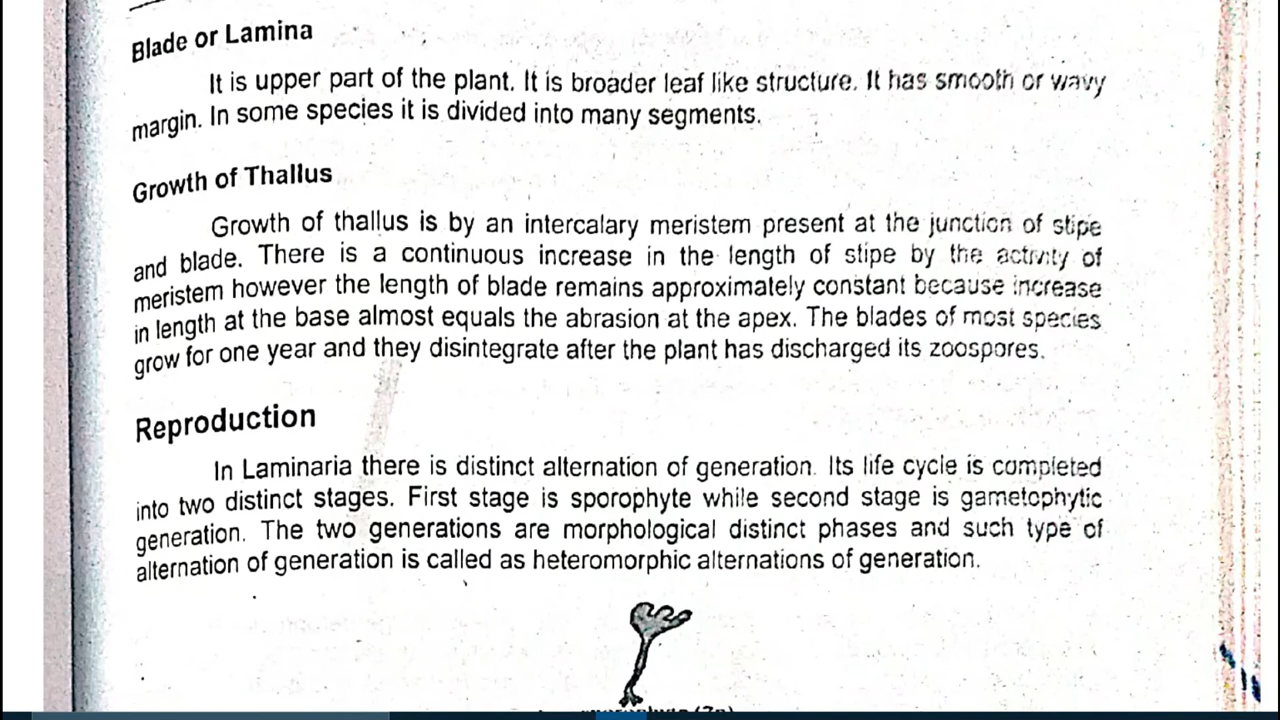 Blade or Lamina
It is upper part of the plant. It is broader leaf like structure. It has smooth or wavy
margin. In some species it is divided into many segments.
Growth of Thallus
Growth of thallus is by an intercalary meristem present at the junction of stipe
and blade. There is a continuous increase in the length of stipe by the activity of
meristem however the length of blade remains approximately constant because increase
in length at the base almost equals the abrasion at the apex. The blades of most species
grow for one year and they disintegrate after the plant has discharged its zoospores.
Reproduction
In Laminaria there is distinct alternation of generation. Its life cycle is completed
into two distinct stages. First stage is sporophyte while second stage is gametophytic
generation. The two generations are morphological distinct phases and such type of
alternation of generation is called as heteromorphic alternations of generation.